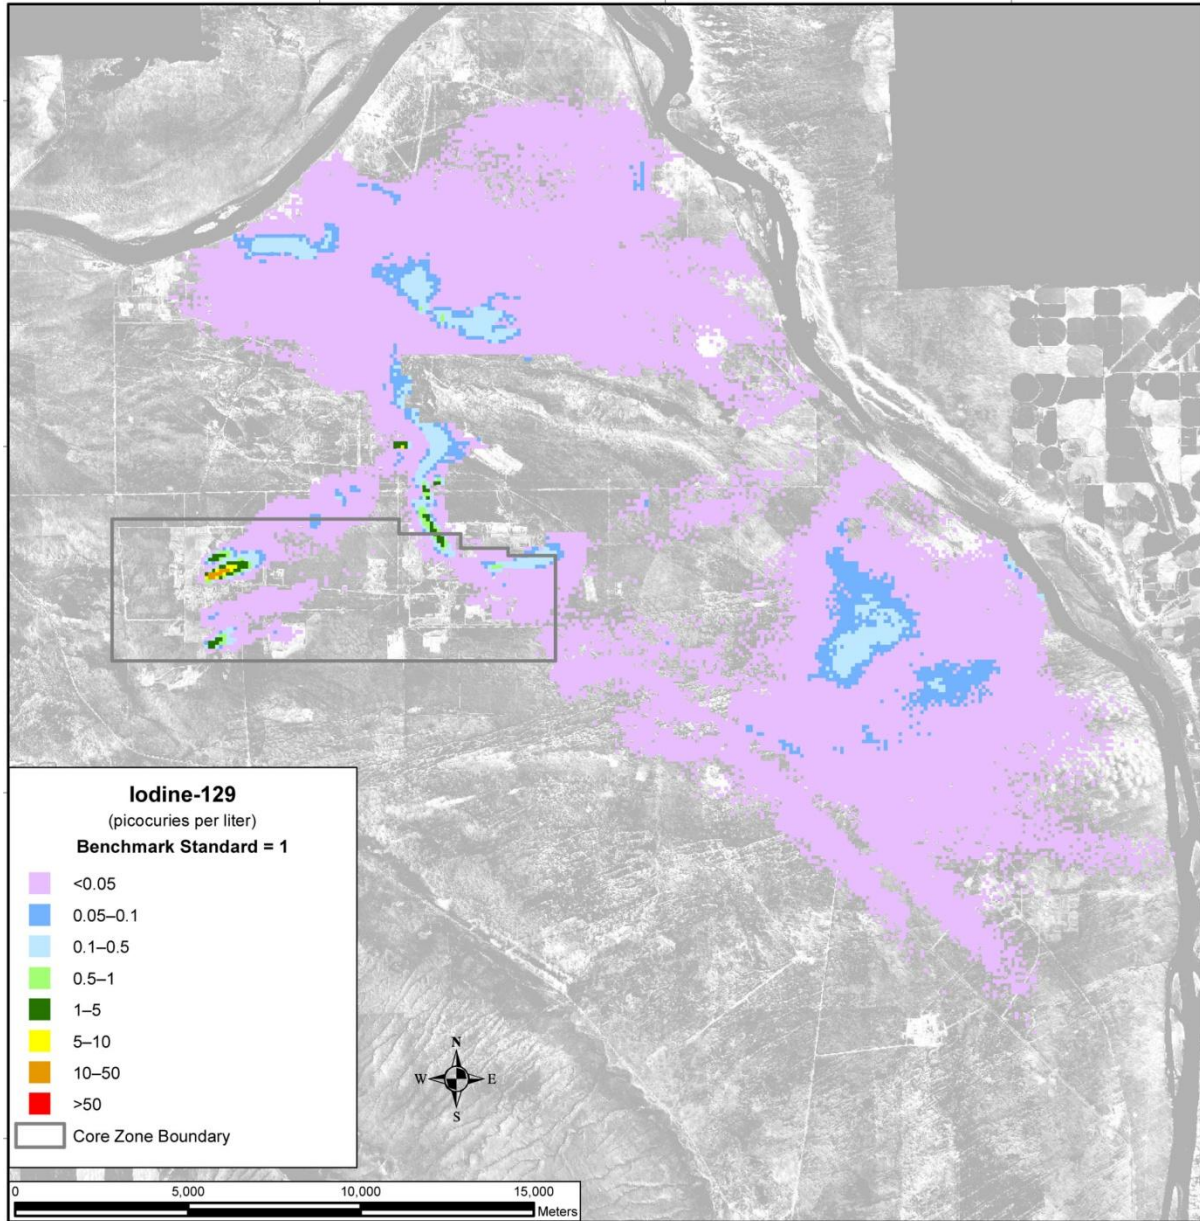 Iodine-129
(picocuries per liter)
Benchmark Standard = 1
<0.05
0.05–0.1
0.1–0.5
0.5–1
1–5
5–10
10–50
>50
Core Zone Boundary
N
W E
S
0 5,000 10,000 15,000
Meters